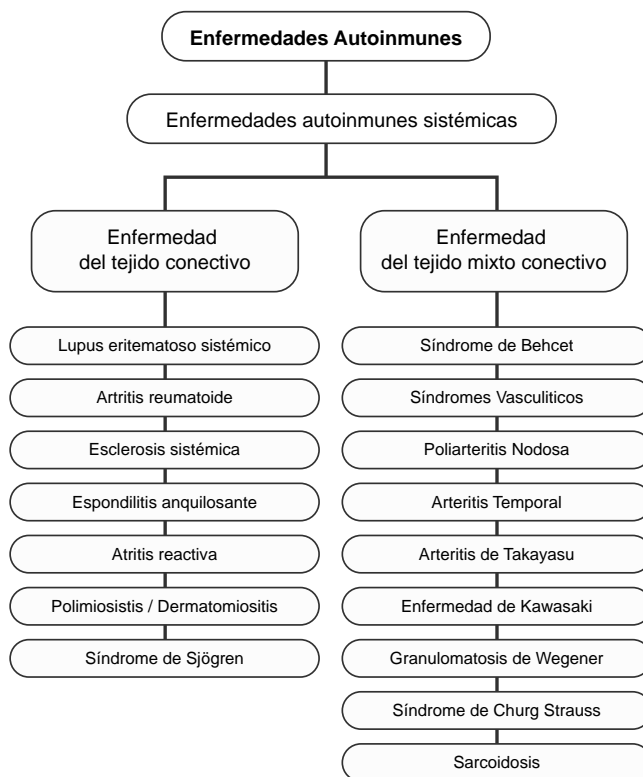 Enfermedades Autoinmunes
Enfermedades autoinmunes sistémicas
Enfermedad
del tejido conectivo
Lupus eritematoso sistémico
Artritis reumatoide
Esclerosis sistémica
Espondilitis anquilosante
Atritis reactiva
Polimiosistis / Dermatomiositis
Síndrome de Sjögren
Enfermedad
del tejido mixto conectivo
Síndrome de Behcet
Síndromes Vasculiticos
Poliarteritis Nodosa
Arteritis Temporal
Arteritis de Takayasu
Enfermedad de Kawasaki
Granulomatosis de Wegener
Síndrome de Churg Strauss
Sarcoidosis